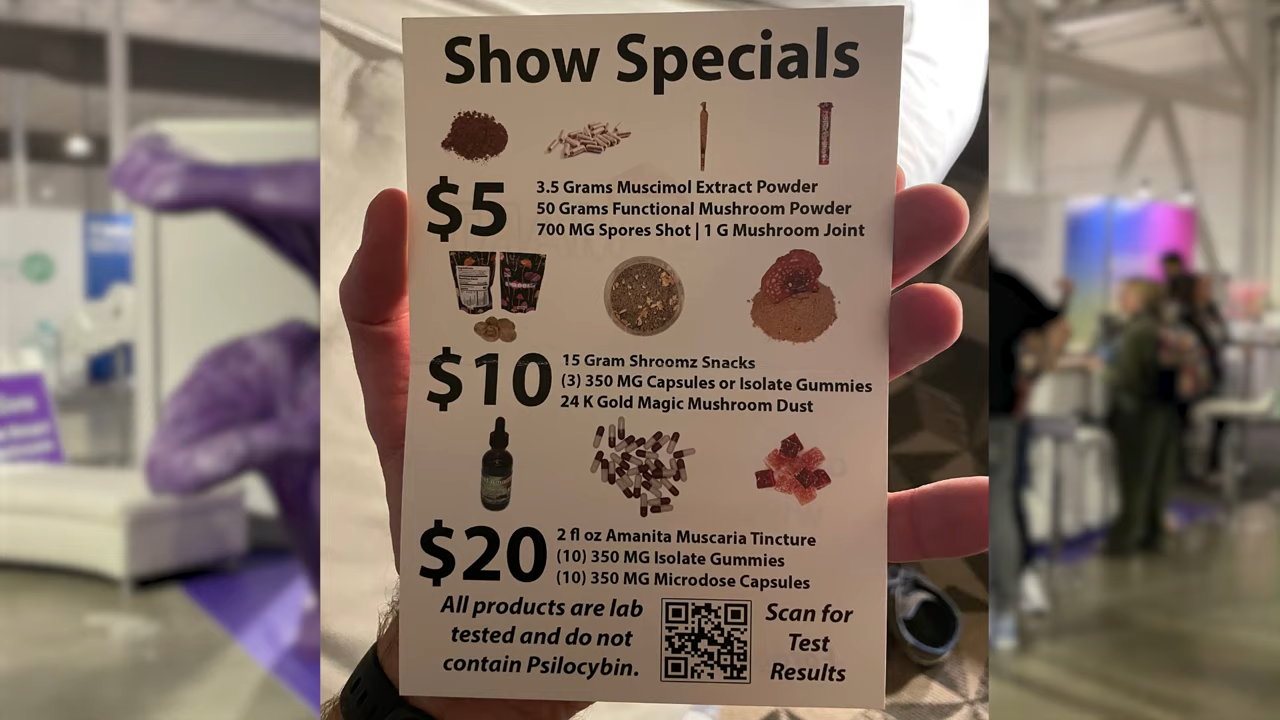 Show Specials
$5
3.5 Grams Muscimol Extract Powder
50 Grams Functional Mushroom Powder
700 MG Spores Shot | 1 G Mushroom Joint
$10
15 Gram Shroomz Snacks
(3) 350 MG Capsules or Isolate Gummies
24 K Gold Magic Mushroom Dust
$20
2 fl oz Amanita Muscaria Tincture
(10) 350 MG Isolate Gummies
(10) 350 MG Microdose Capsules
All products are lab
tested and do not
contain Psilocybin.
Scan for
Test
Results